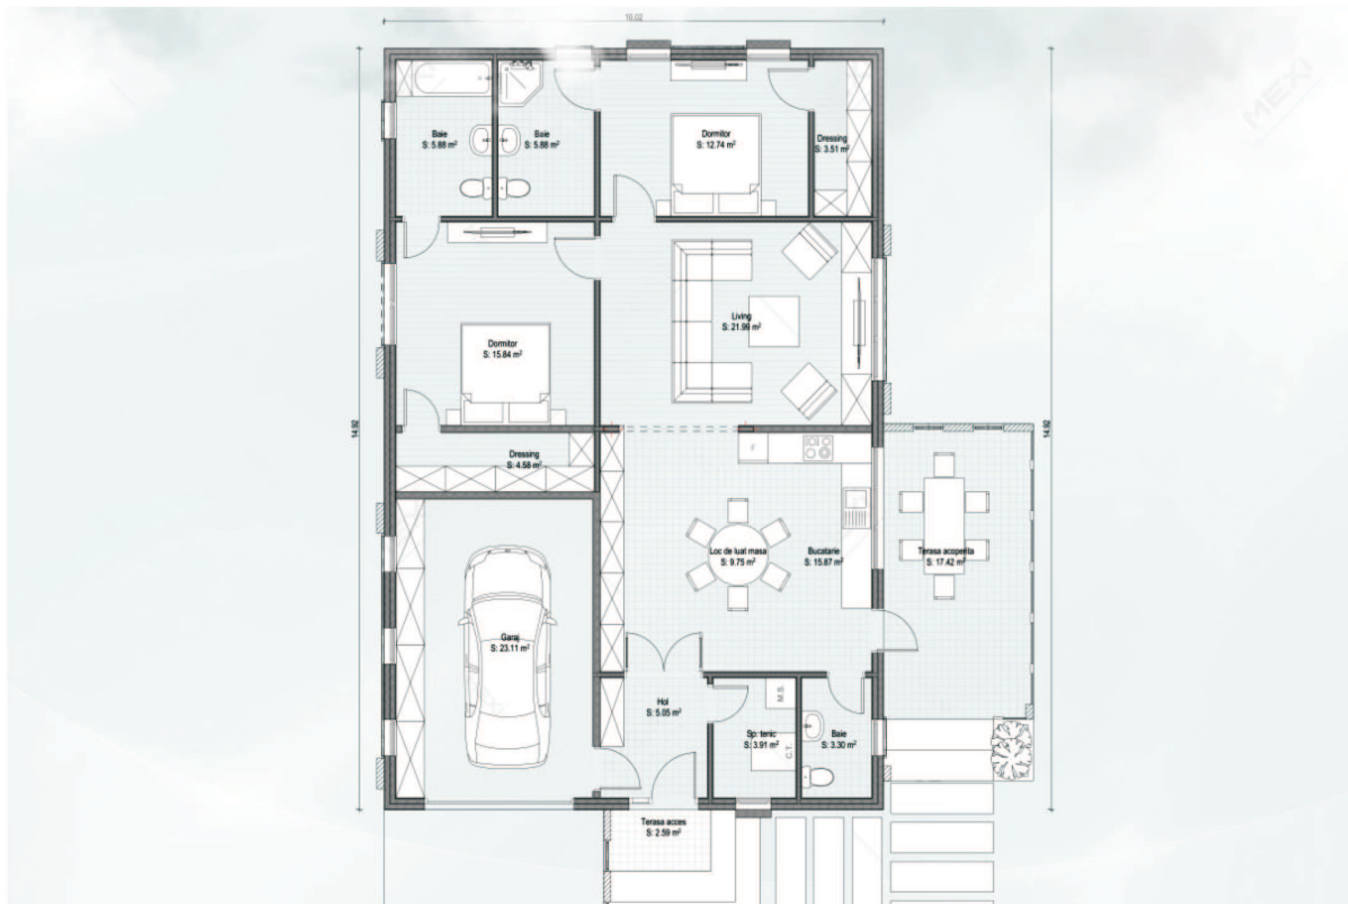 10.02
MEXI
Baie
S: 5.88 m²
Baie
S: 5.88 m²
Dormitor
S: 12.74 m²
Dressing
S: 3.51 m²
Living
S: 21.99 m²
Dormitor
S: 15.84 m²
14.92
14.92
Dressing
S: 4.58 m²
F
Loc de luat masa
S: 9.75 m²
Bucatarie
S: 15.87 m²
Terasa acoperita
S: 17.42 m²
Garaj
S: 23.11 m²
Hol
S: 5.05 m²
M.S.
Sp. tenic
S: 3.91 m²
C.T.
Baie
S: 3.30 m²
Terasa acces
S: 2.59 m²